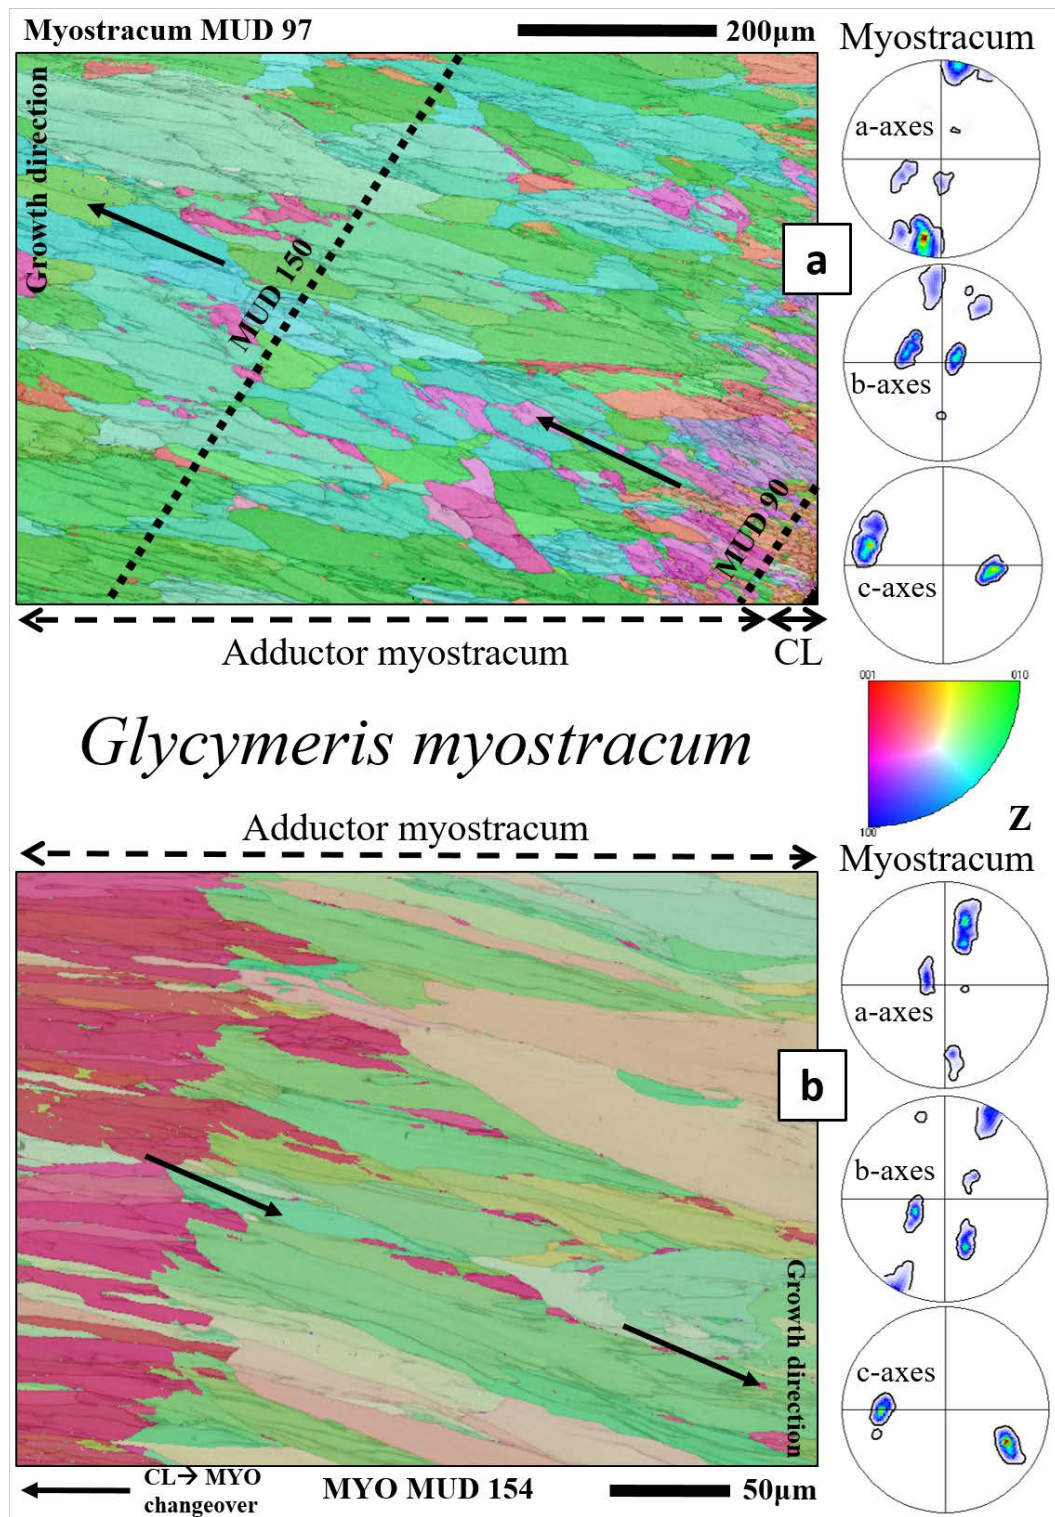 Myostracum MUD 97
200µm
Myostracum
Growth direction
MUD 150
MUD 90
a
a-axes
b-axes
c-axes
Adductor myostracum
CL
001
010
100
Z
Glycymeris myostracum
Adductor myostracum
Myostracum
b
a-axes
b-axes
c-axes
Growth direction
CL→ MYO
changeover
MYO MUD 154
50µm